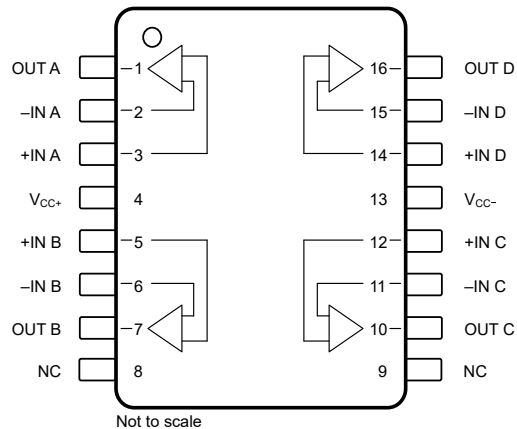 OUT A 1 16 OUT D
–IN A 2 15 –IN D
+IN A 3 14 +IN D
VCC+ 4 13 VCC–
+IN B 5 12 +IN C
–IN B 6 11 –IN C
OUT B 7 10 OUT C
NC 8 9 NC
Not to scale